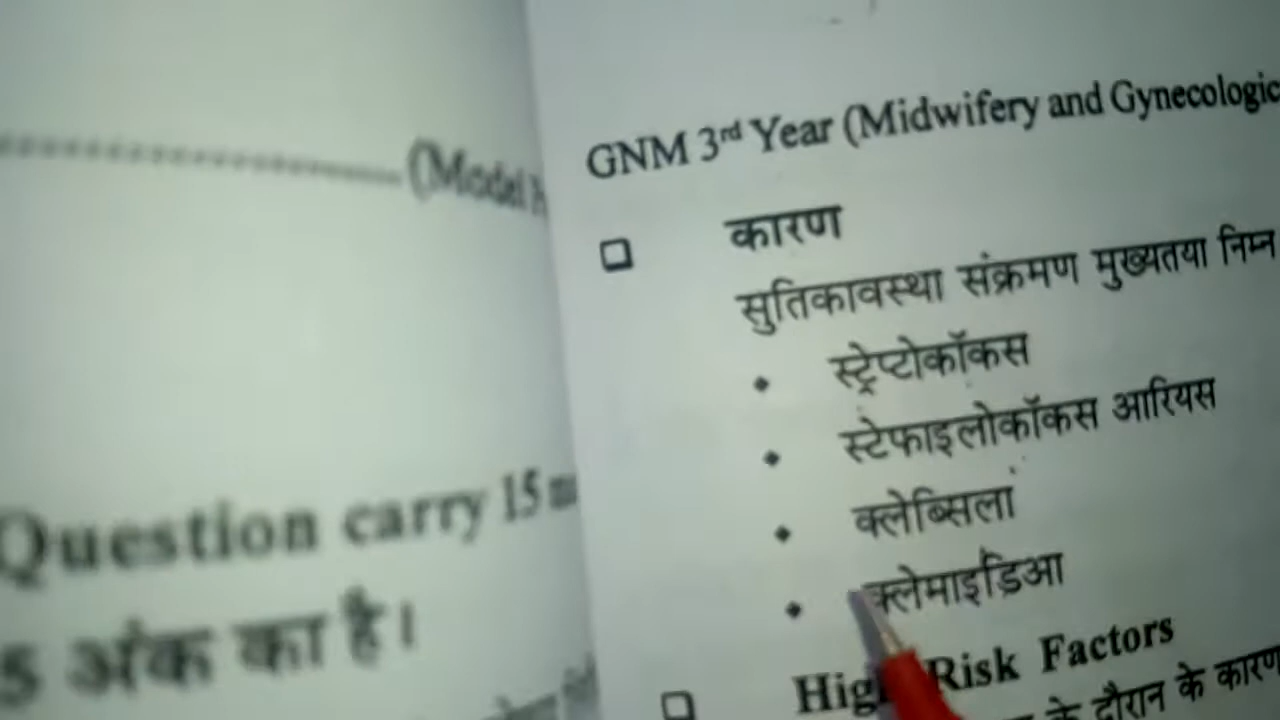 (Model
Question carry 15
5 अंक का है।
GNM 3rd Year (Midwifery and Gynecologic
कारण
सुतिकावस्था संक्रमण मुख्यतया निम्न
• स्ट्रेप्टोकॉकस
• स्टेफाइलोकॉकस आरियस
• क्लेब्सिला
• क्लेमाइडिआ
High Risk Factors
के दौरान के कारण